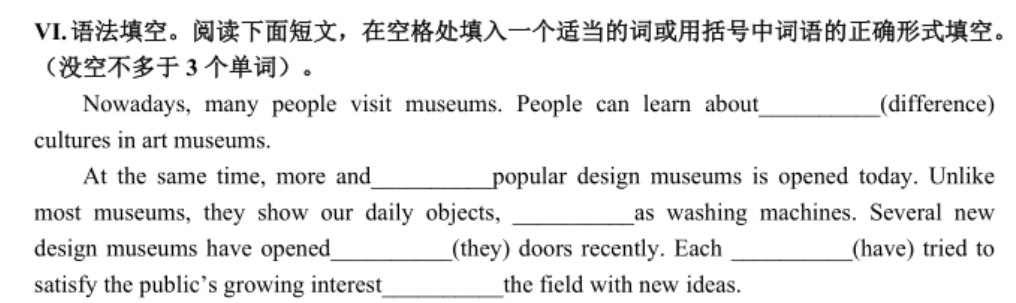 VI. 语法填空。阅读下面短文，在空格处填入一个适当的词或用括号中词语的正确形式填空。
（没空不多于 3 个单词）。
Nowadays, many people visit museums. People can learn about__________(difference)
cultures in art museums.
At the same time, more and__________popular design museums is opened today. Unlike
most museums, they show our daily objects, __________as washing machines. Several new
design museums have opened__________(they) doors recently. Each __________(have) tried to
satisfy the public's growing interest__________the field with new ideas.